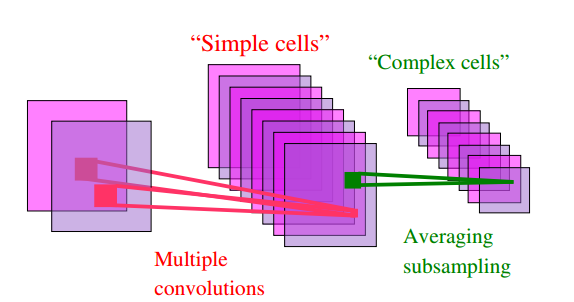 “Simple cells”
“Complex cells”
Multiple
convolutions
Averaging
subsampling